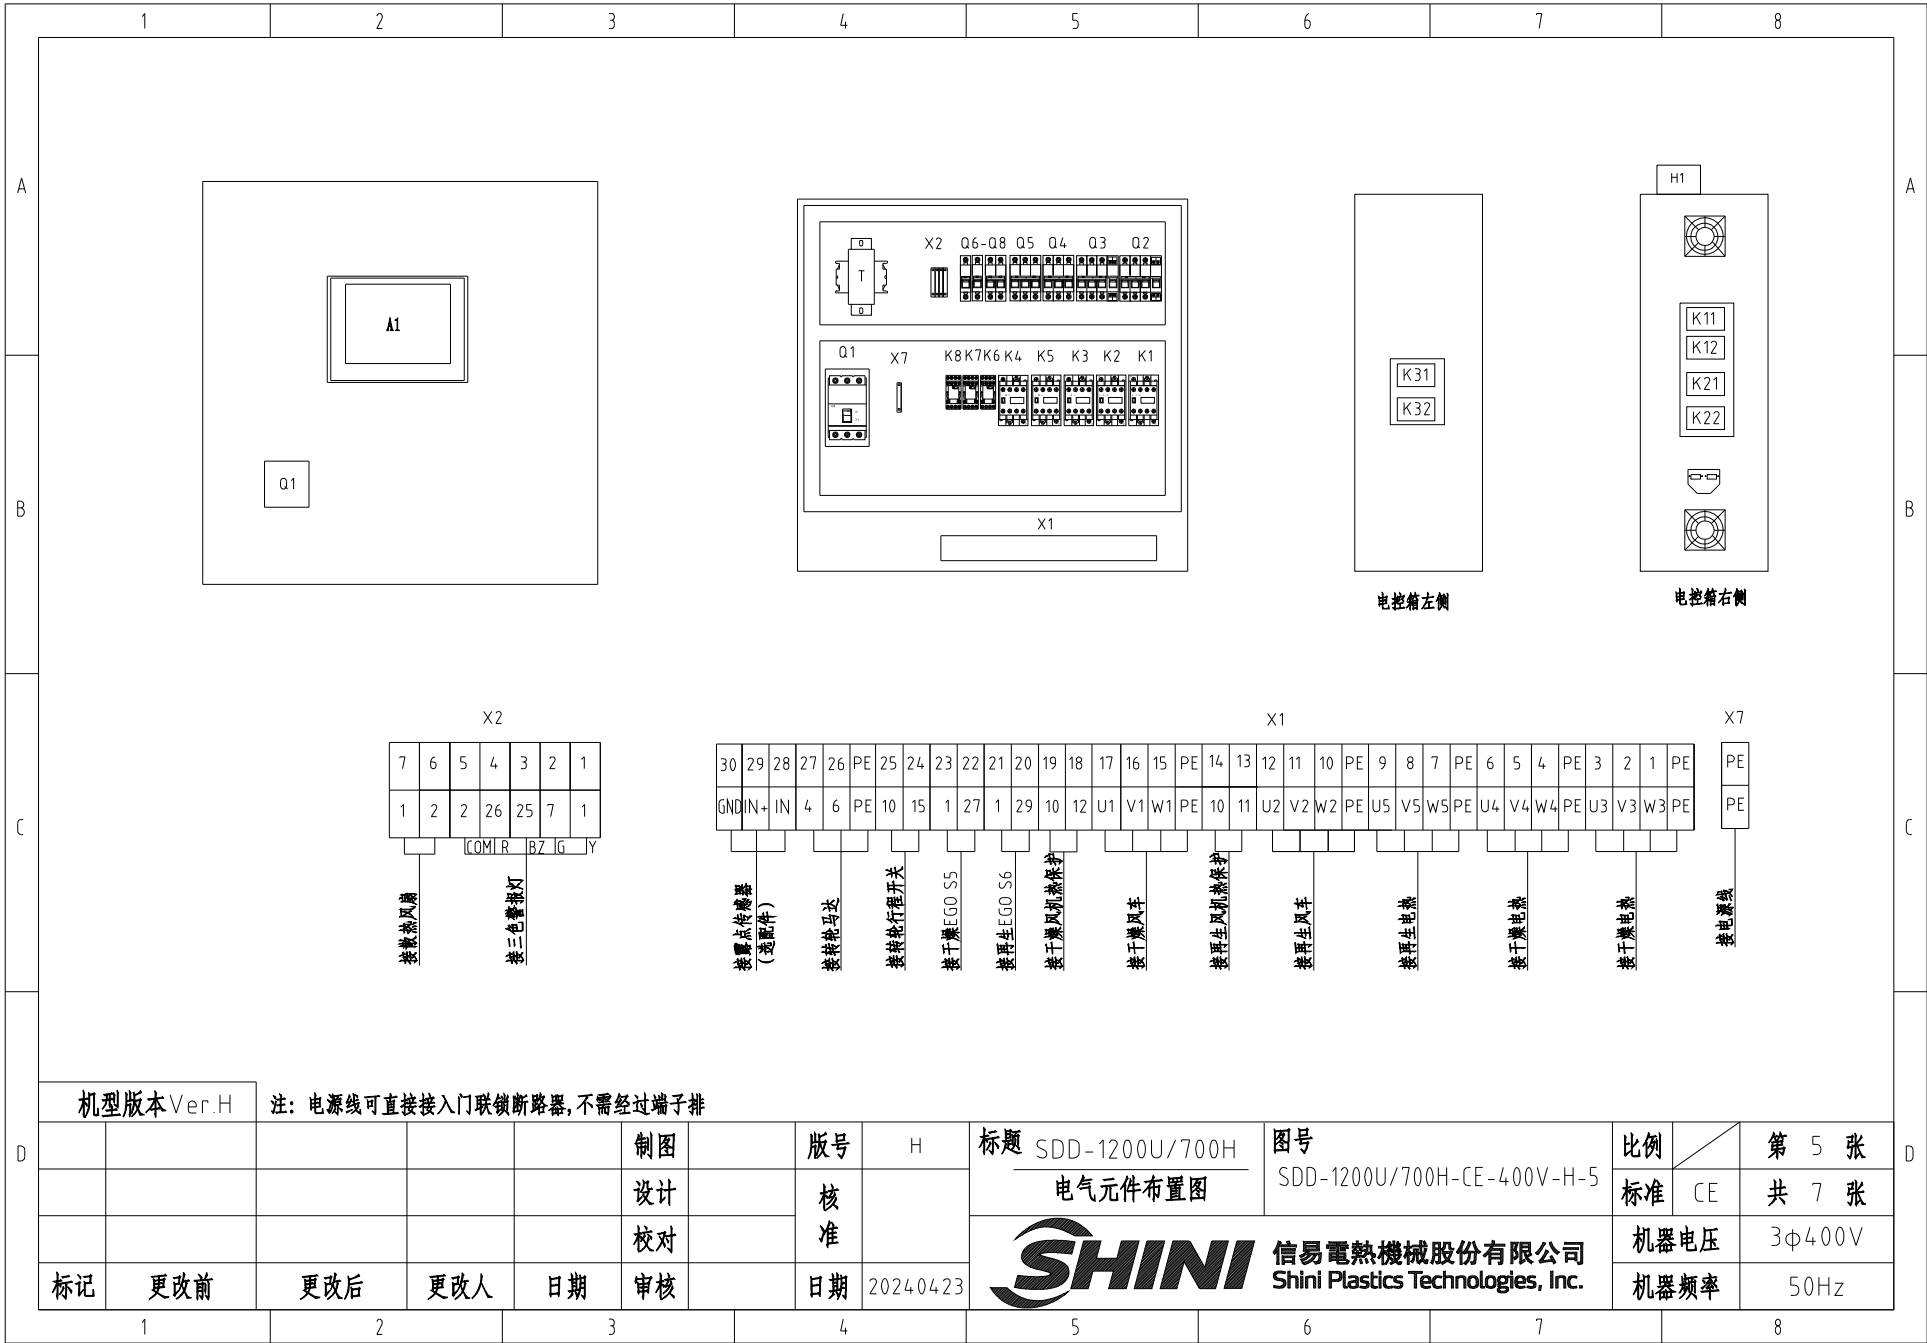 1 2 3 4 5 6 7 8
A A
H1
X2 Q6-Q8 Q5 Q4 Q3 Q2
T
A1
K11
K12
K21
K22
Q1 X7 K8 K7 K6 K4 K5 K3 K2 K1
K31
K32
Q1
B B
X1
电控箱左侧
电控箱右侧
X2 X1 X7
7 6 5 4 3 2 1
1 2 2 26 25 7 1
COM R BZ G Y
接散热风扇
接三色警报灯
30 29 28 27 26 PE 25 24 23 22 21 20 19 18 17 16 15 PE 14 13 12 11 10 PE 9 8 7 PE 6 5 4 PE 3 2 1 PE
GND IN+ IN 4 6 PE 10 15 1 27 1 29 10 12 U1 V1 W1 PE 10 11 U2 V2 W2 PE U5 V5 W5 PE U4 V4 W4 PE U3 V3 W3 PE
PE
PE
C C
接露点传感器
(选配件)
接转轮马达
接转轮行程开关
接干燥EGO S5
接再生EGO S6
接干燥风机热保护
接干燥风车
接再生风机热保护
接再生风车
接再生电热
接干燥电热
接干燥电热
接电源线
机型版本Ver.H
注: 电源线可直接接入门联锁断路器,不需经过端子排
D D
制图 版号 H
标题 SDD-1200U/700H
电气元件布置图
图号
SDD-1200U/700H-CE-400V-H-5
比例 第 5 张
设计 核准
标准 CE 共 7 张
校对
SHINI
信易電熱機械股份有限公司
Shini Plastics Technologies, Inc.
机器电压 3φ400V
标记 更改前 更改后 更改人 日期 审核 日期 20240423
机器频率 50Hz
1 2 3 4 5 6 7 8